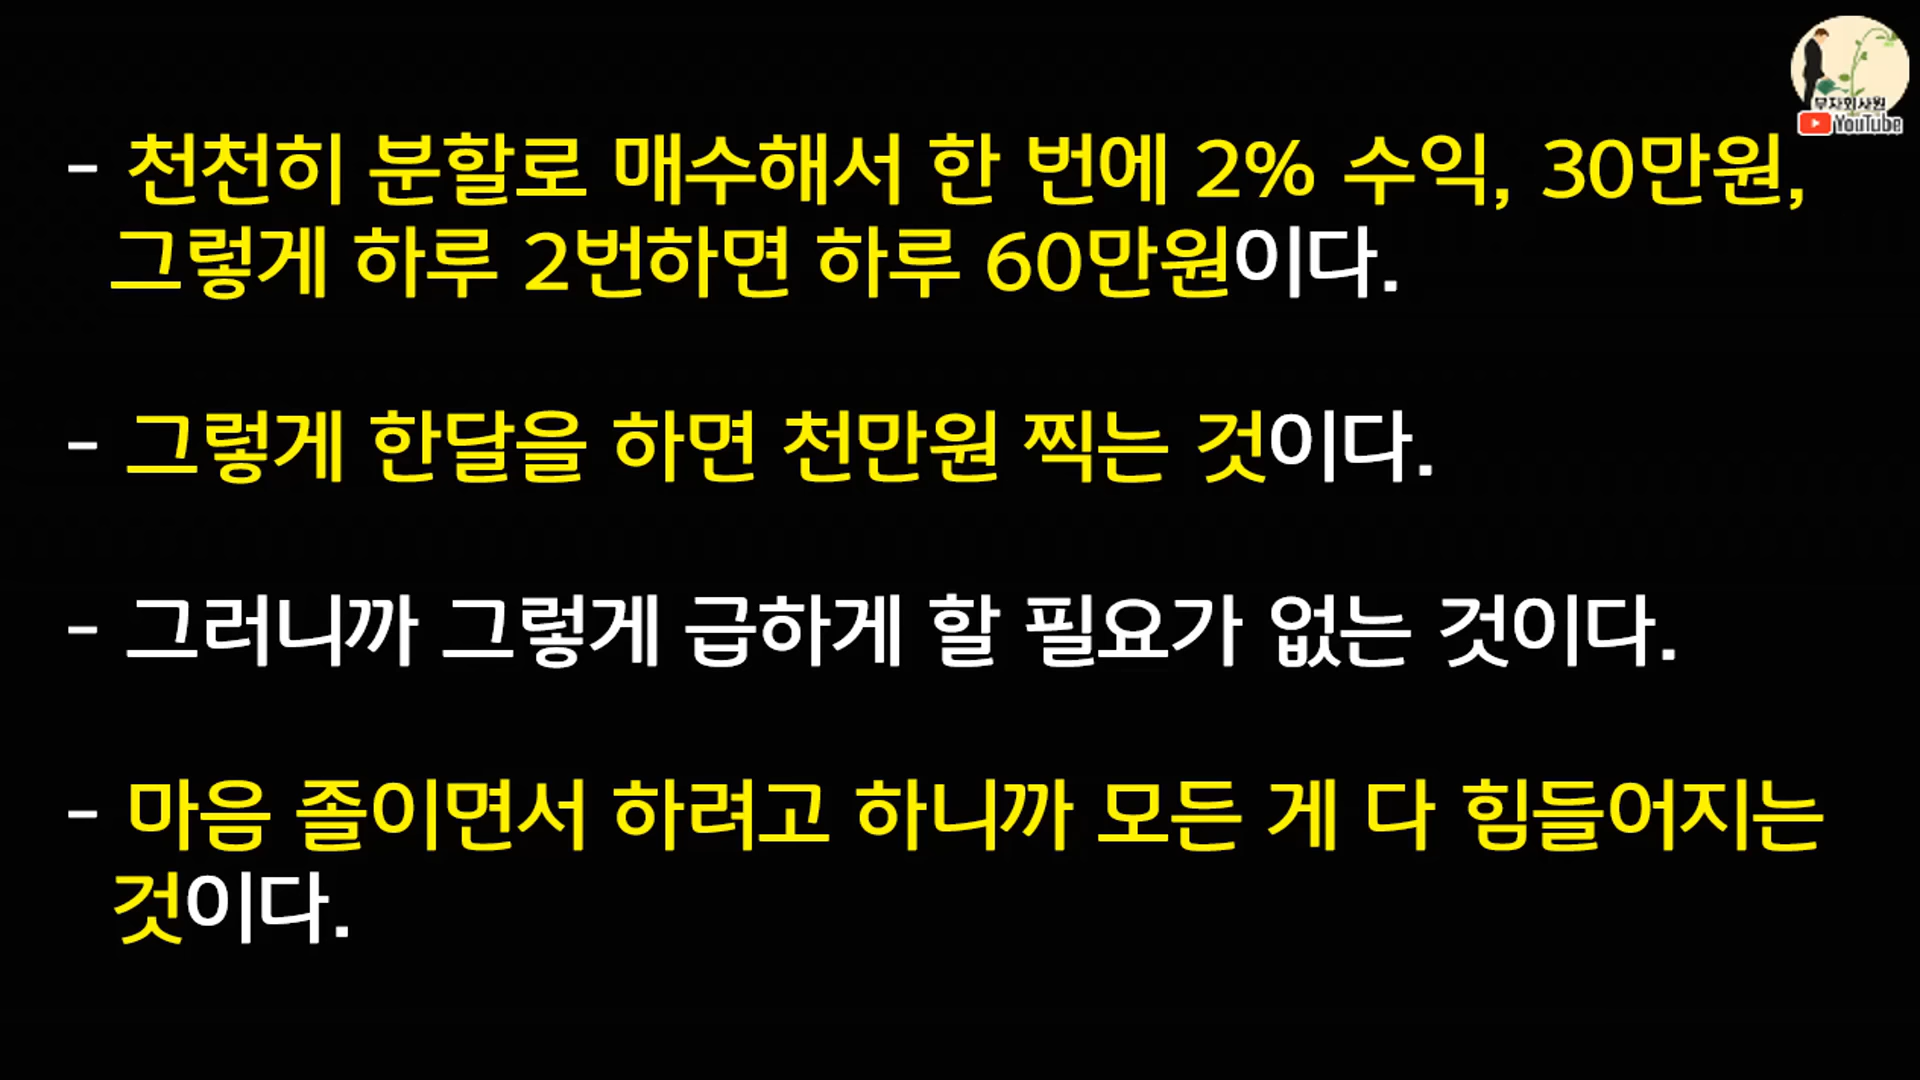 부자회사원
YouTube
- 천천히 분할로 매수해서 한 번에 2% 수익, 30만원,
그렇게 하루 2번하면 하루 60만원이다.
- 그렇게 한달을 하면 천만원 찍는 것이다.
- 그러니까 그렇게 급하게 할 필요가 없는 것이다.
- 마음 졸이면서 하려고 하니까 모든 게 다 힘들어지는
것이다.